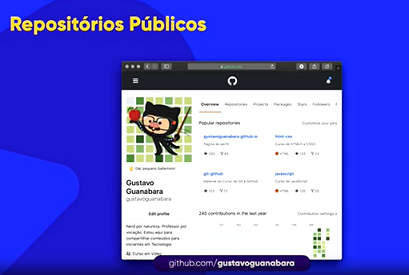 Repositórios Públicos
github.com
Overview Repositories Projects Packages Stars Followers
Popular repositories
Customize your pins
gustavoguanabara.github.io
html-css
Página do perfil
Curso de HTML5 e CSS3
HTML
git-github
javascript
Material do Curso de Git e GitHub
Curso de JavaScript
HTML
Olá, pequeno Gafanhoto!
Gustavo
Guanabara
gustavoguanabara
Edit profile
Nerd por natureza. Professor por
vocação. Estou aqui para
compartilhar conteúdos para
iniciantes em Tecnologia.
Curso em Vídeo
245 contributions in the last year
Contribution settings
github.com/gustavoguanabara